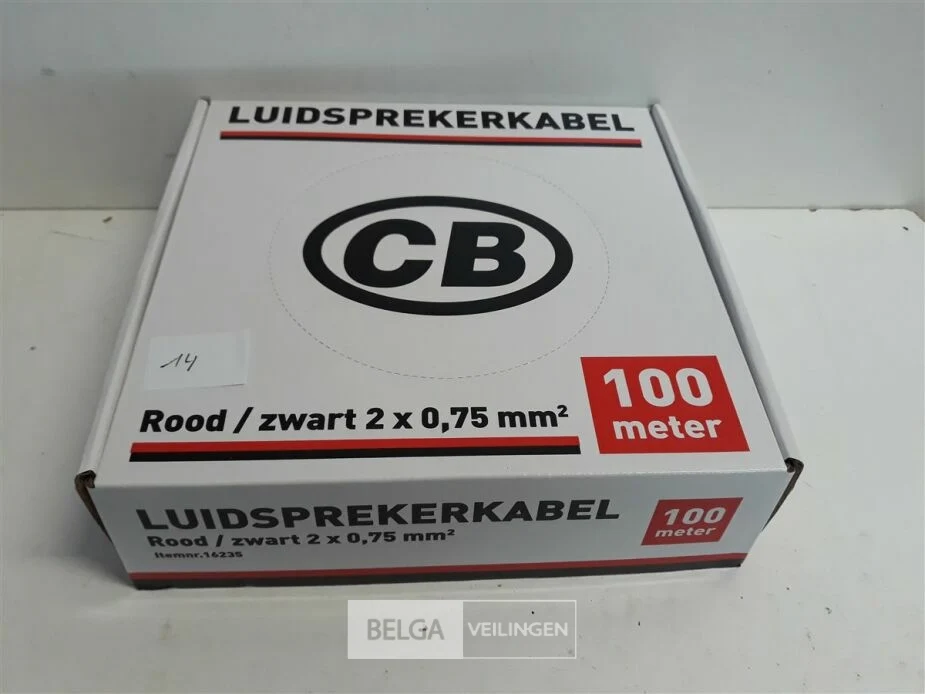 LUIDSPREKERKABEL
CB
14
100
meter
Rood / zwart 2 x 0,75 mm²
LUIDSPREKERKABEL
Rood / zwart 2 x 0,75 mm²
Itemnr.16235
100
meter
BELGA VEILINGEN